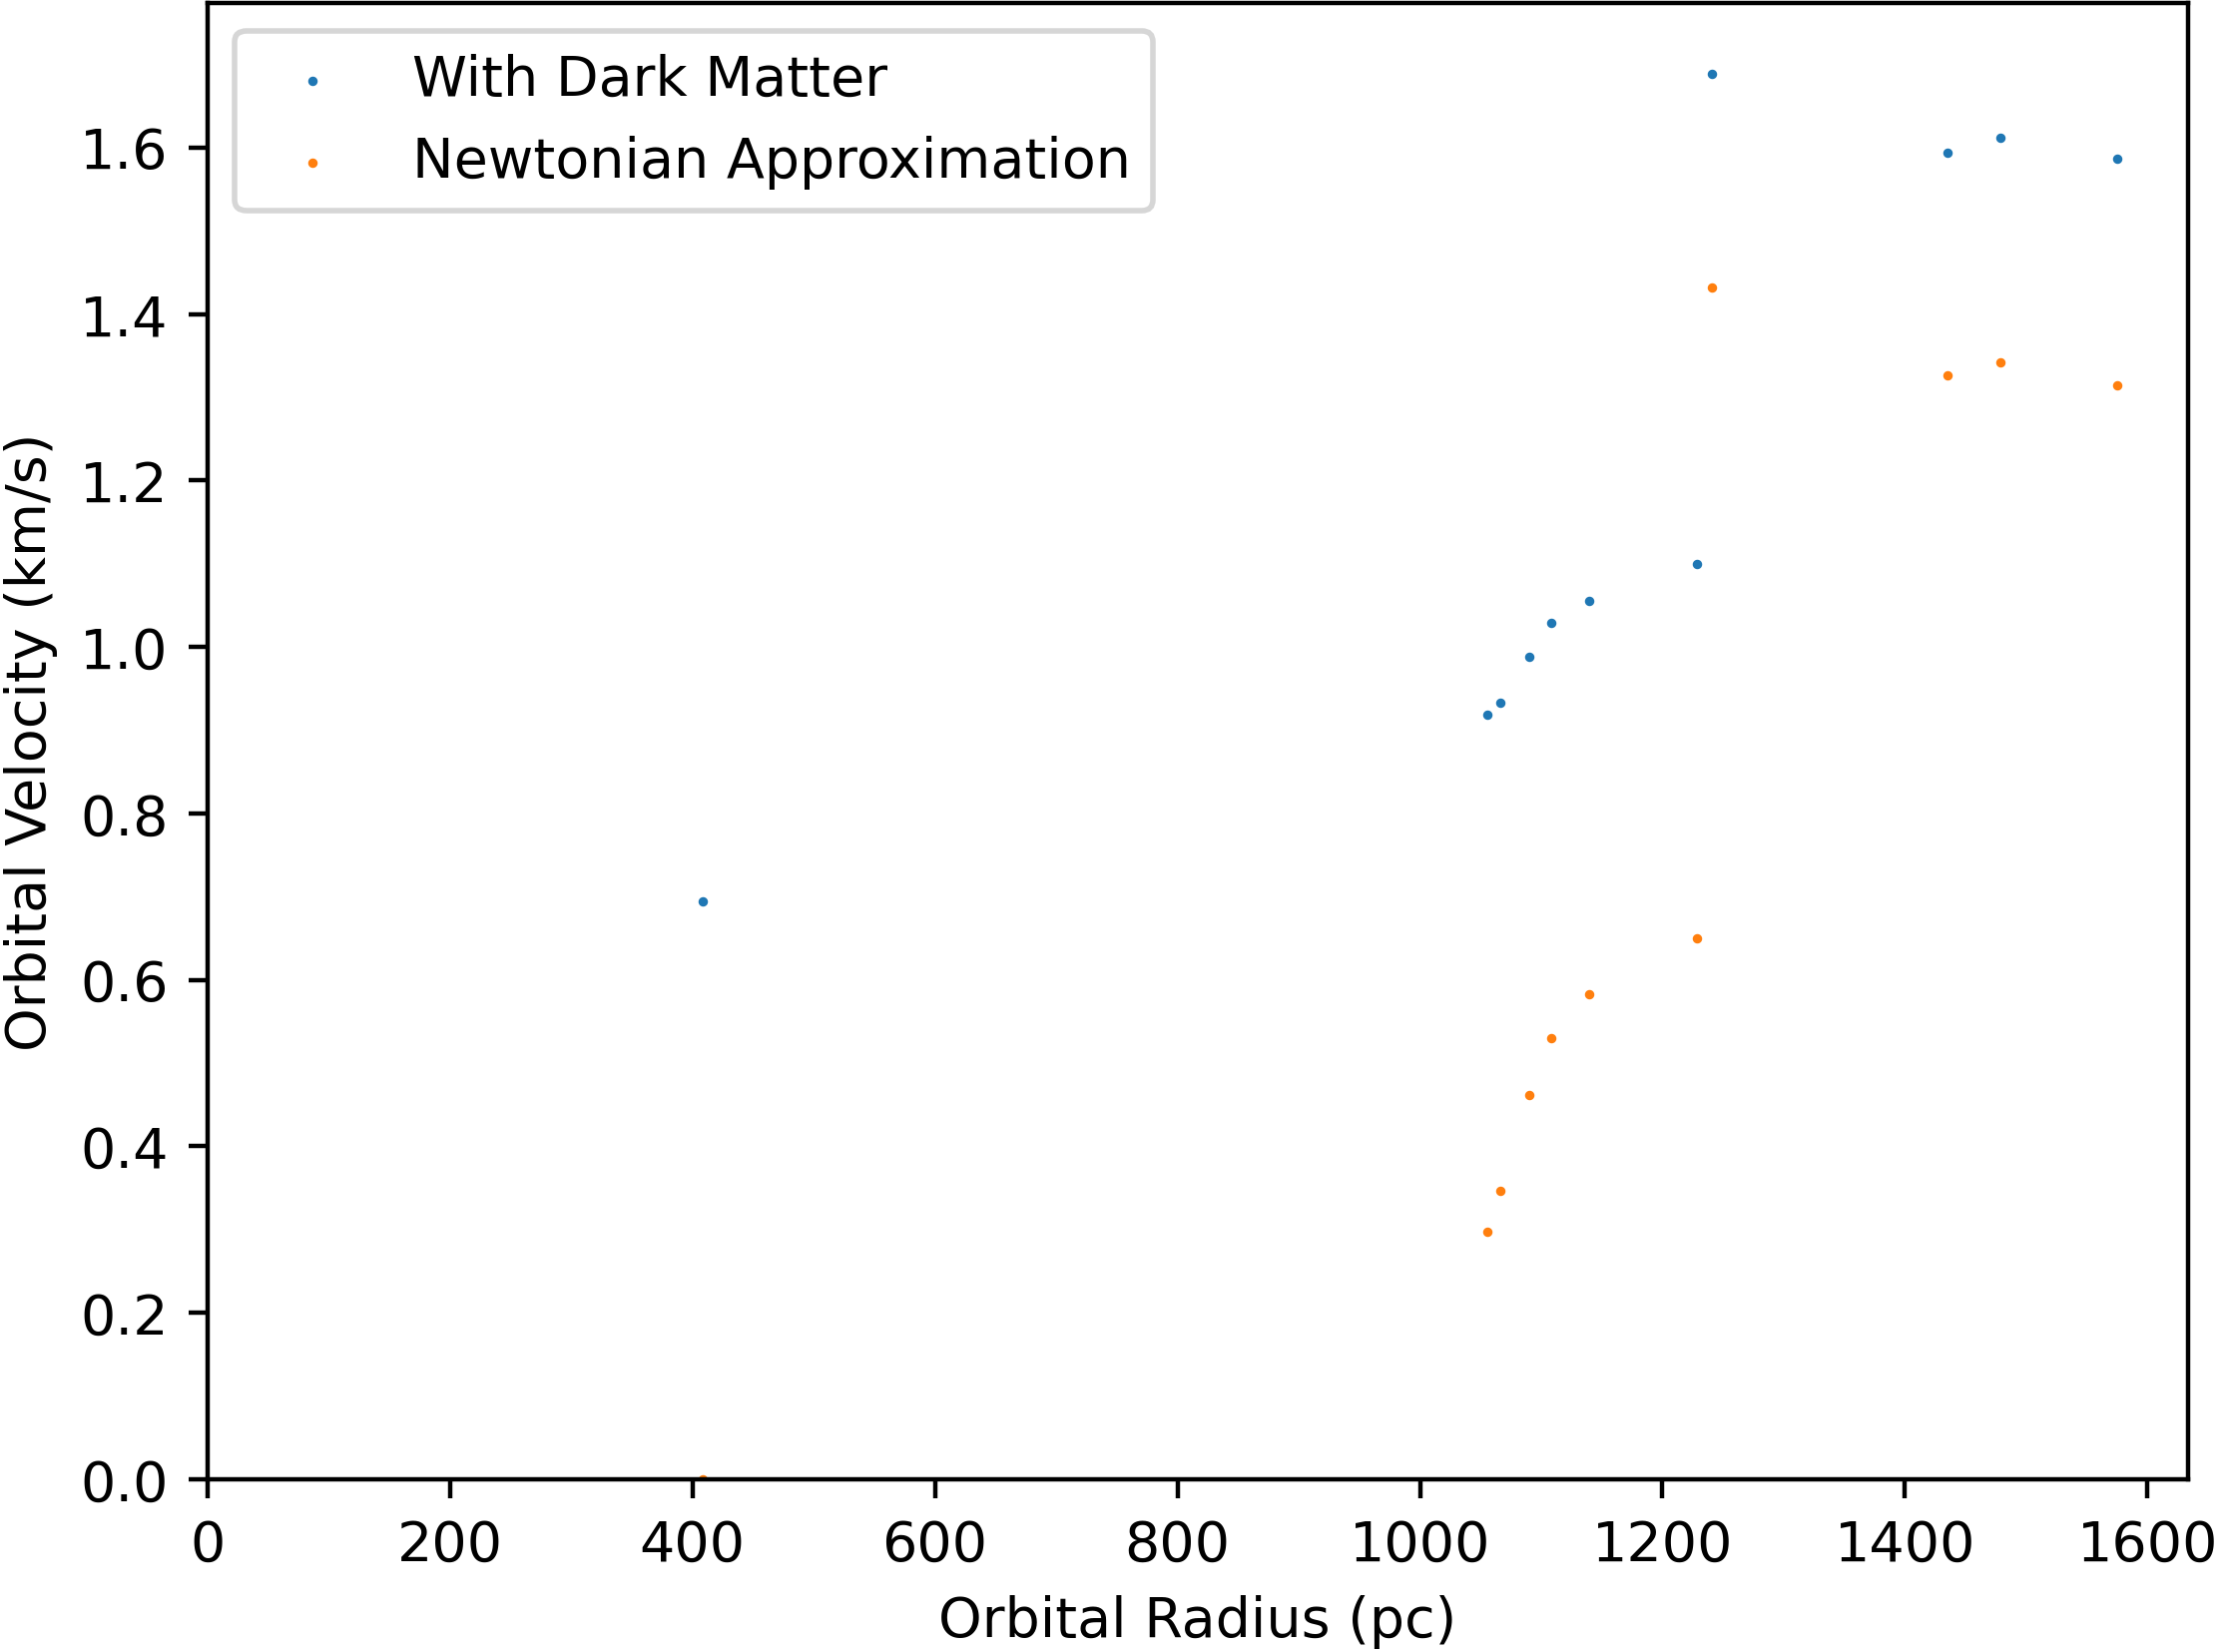 With Dark Matter
Newtonian Approximation
1.6
1.4
1.2
1.0
0.8
0.6
0.4
0.2
0.0
Orbital Velocity (km/s)
0 200 400 600 800 1000 1200 1400 1600
Orbital Radius (pc)